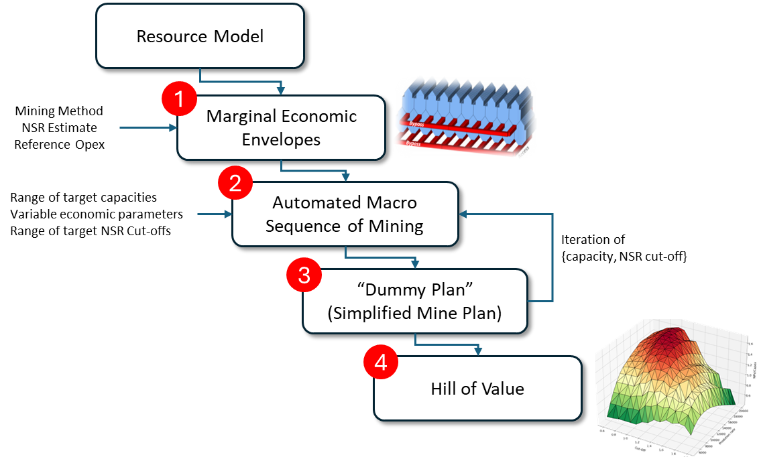 Resource Model
1
Mining Method
NSR Estimate
Reference Opex
Marginal Economic
Envelopes
2
Range of target capacities
Variable economic parameters
Range of target NSR Cut-offs
Automated Macro
Sequence of Mining
Iteration of
{capacity, NSR cut-off}
3
“Dummy Plan”
(Simplified Mine Plan)
4
Hill of Value